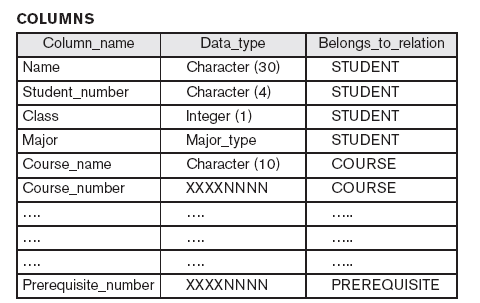 COLUMNS
Column_name Data_type Belongs_to_relation
Name Character (30) STUDENT
Student_number Character (4) STUDENT
Class Integer (1) STUDENT
Major Major_type STUDENT
Course_name Character (10) COURSE
Course_number XXXXNNNN COURSE
.... .... .....
.... .... .....
.... .... .....
Prerequisite_number XXXXNNNN PREREQUISITE